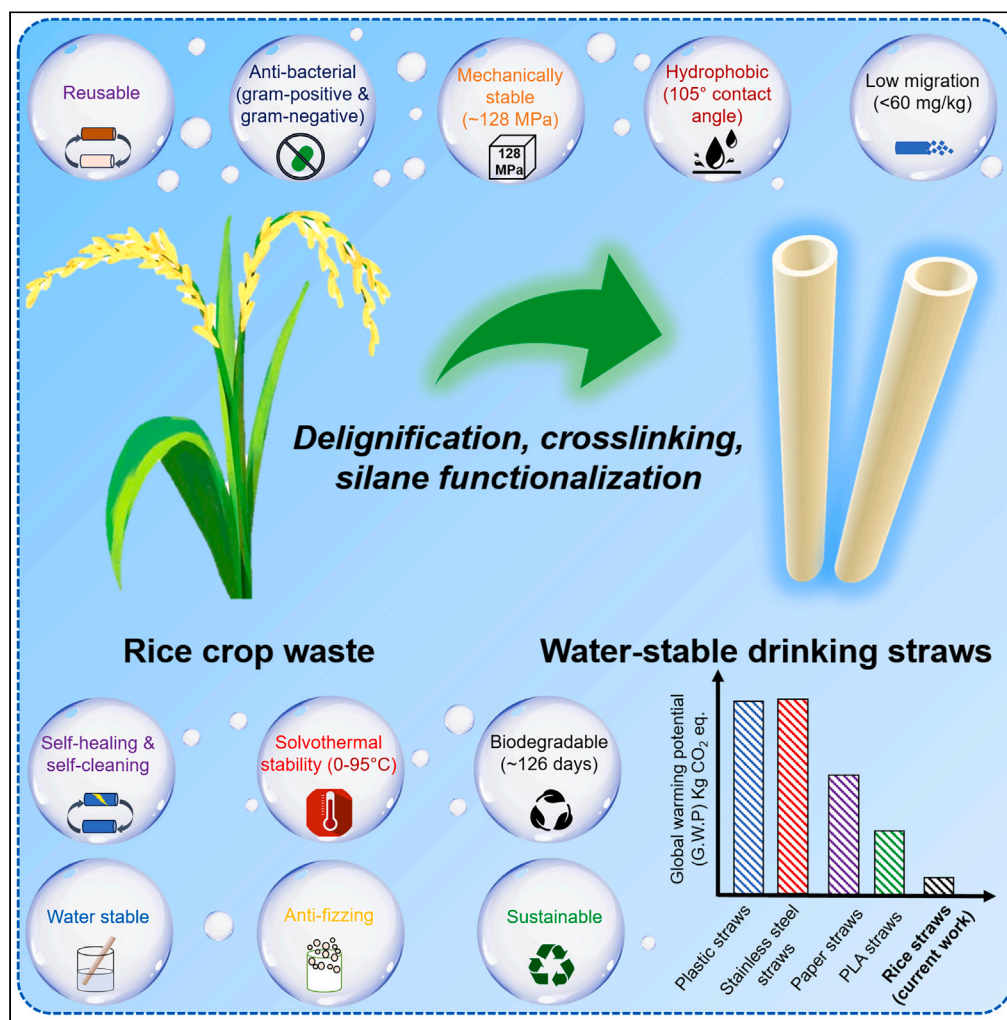 Reusable
Anti-bacterial
(gram-positive &
gram-negative)
Mechanically
stable
(~128 MPa)
128
MPa
Hydrophobic
(105° contact
angle)
Low migration
(<60 mg/kg)
Delignification, crosslinking,
silane functionalization
Rice crop waste
Water-stable drinking straws
Self-healing &
self-cleaning
Solvothermal
stability (0-95°C)
Biodegradable
(~126 days)
Water stable
Anti-fizzing
Sustainable
Global warming potential
(G.W.P) Kg CO₂ eq.
Plastic straws
Stainless steel
straws
Paper straws
PLA straws
Rice straws
(current work)